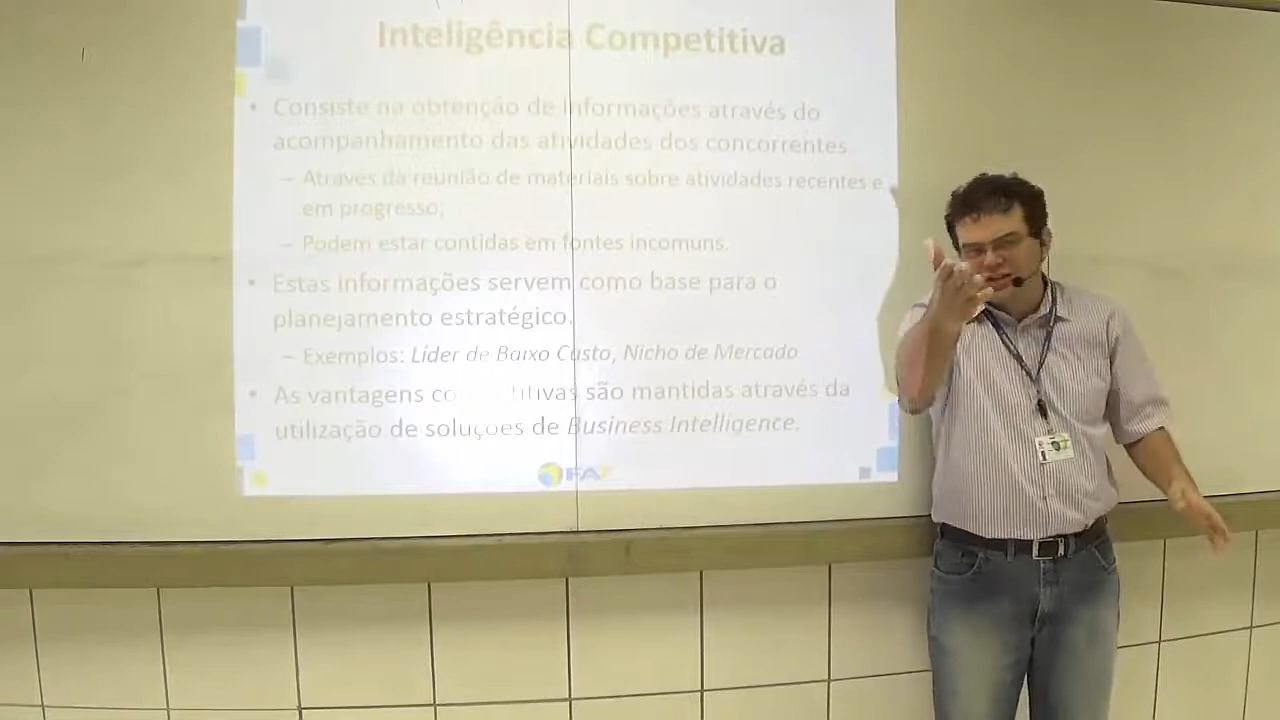 Inteligência Competitiva
• Consiste na obtenção de informações através do
acompanhamento das atividades dos concorrentes.
– Através da reunião de materiais sobre atividades recentes e
em progresso;
– Podem estar contidas em fontes incomuns.
• Estas informações servem como base para o
planejamento estratégico.
– Exemplos: Líder de Baixo Custo, Nicho de Mercado
• As vantagens são mantidas através da
utilização de soluções de Business Intelligence.
FA7